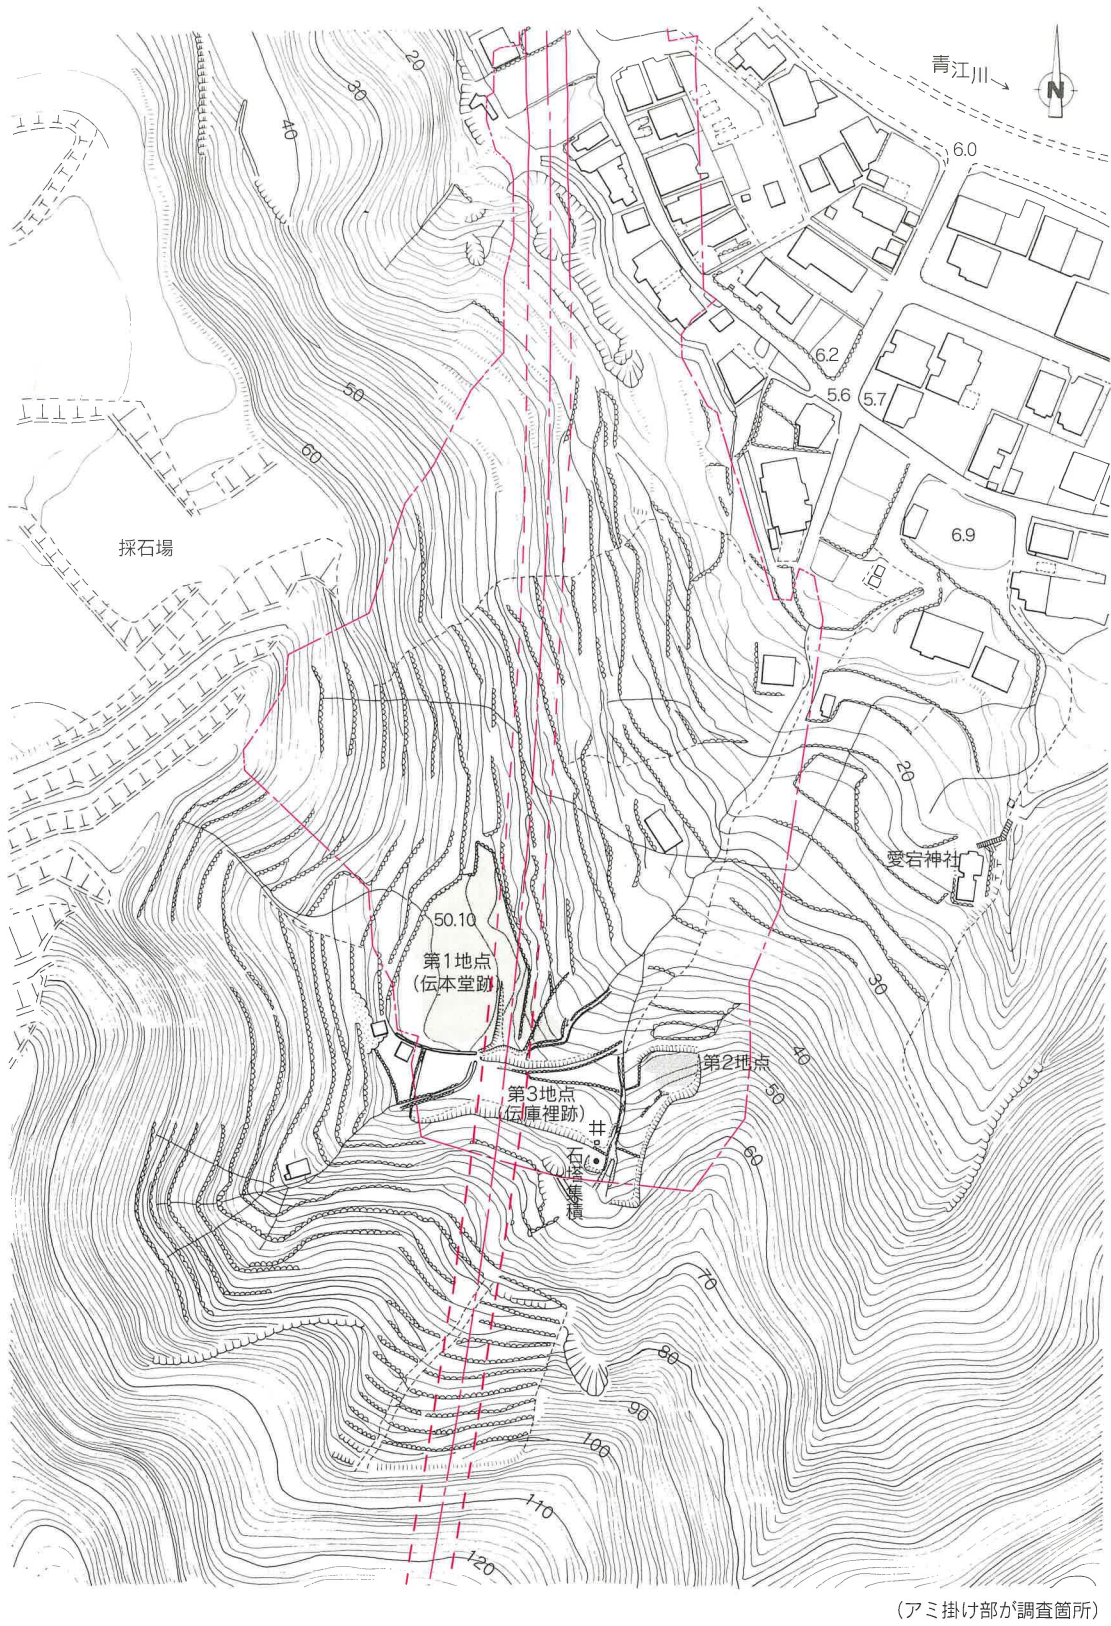 青江川→
N
20
30
40
6.0
50
6.2
5.6
5.7
60
採石場
6.9
20
愛宕神社
50.10
第1地点
(伝本堂跡)
30
40
第2地点
50
第3地点
(伝庫裡跡)
井
60
石塔集積
70
80
90
100
110
120
(アミ掛け部が調査箇所)